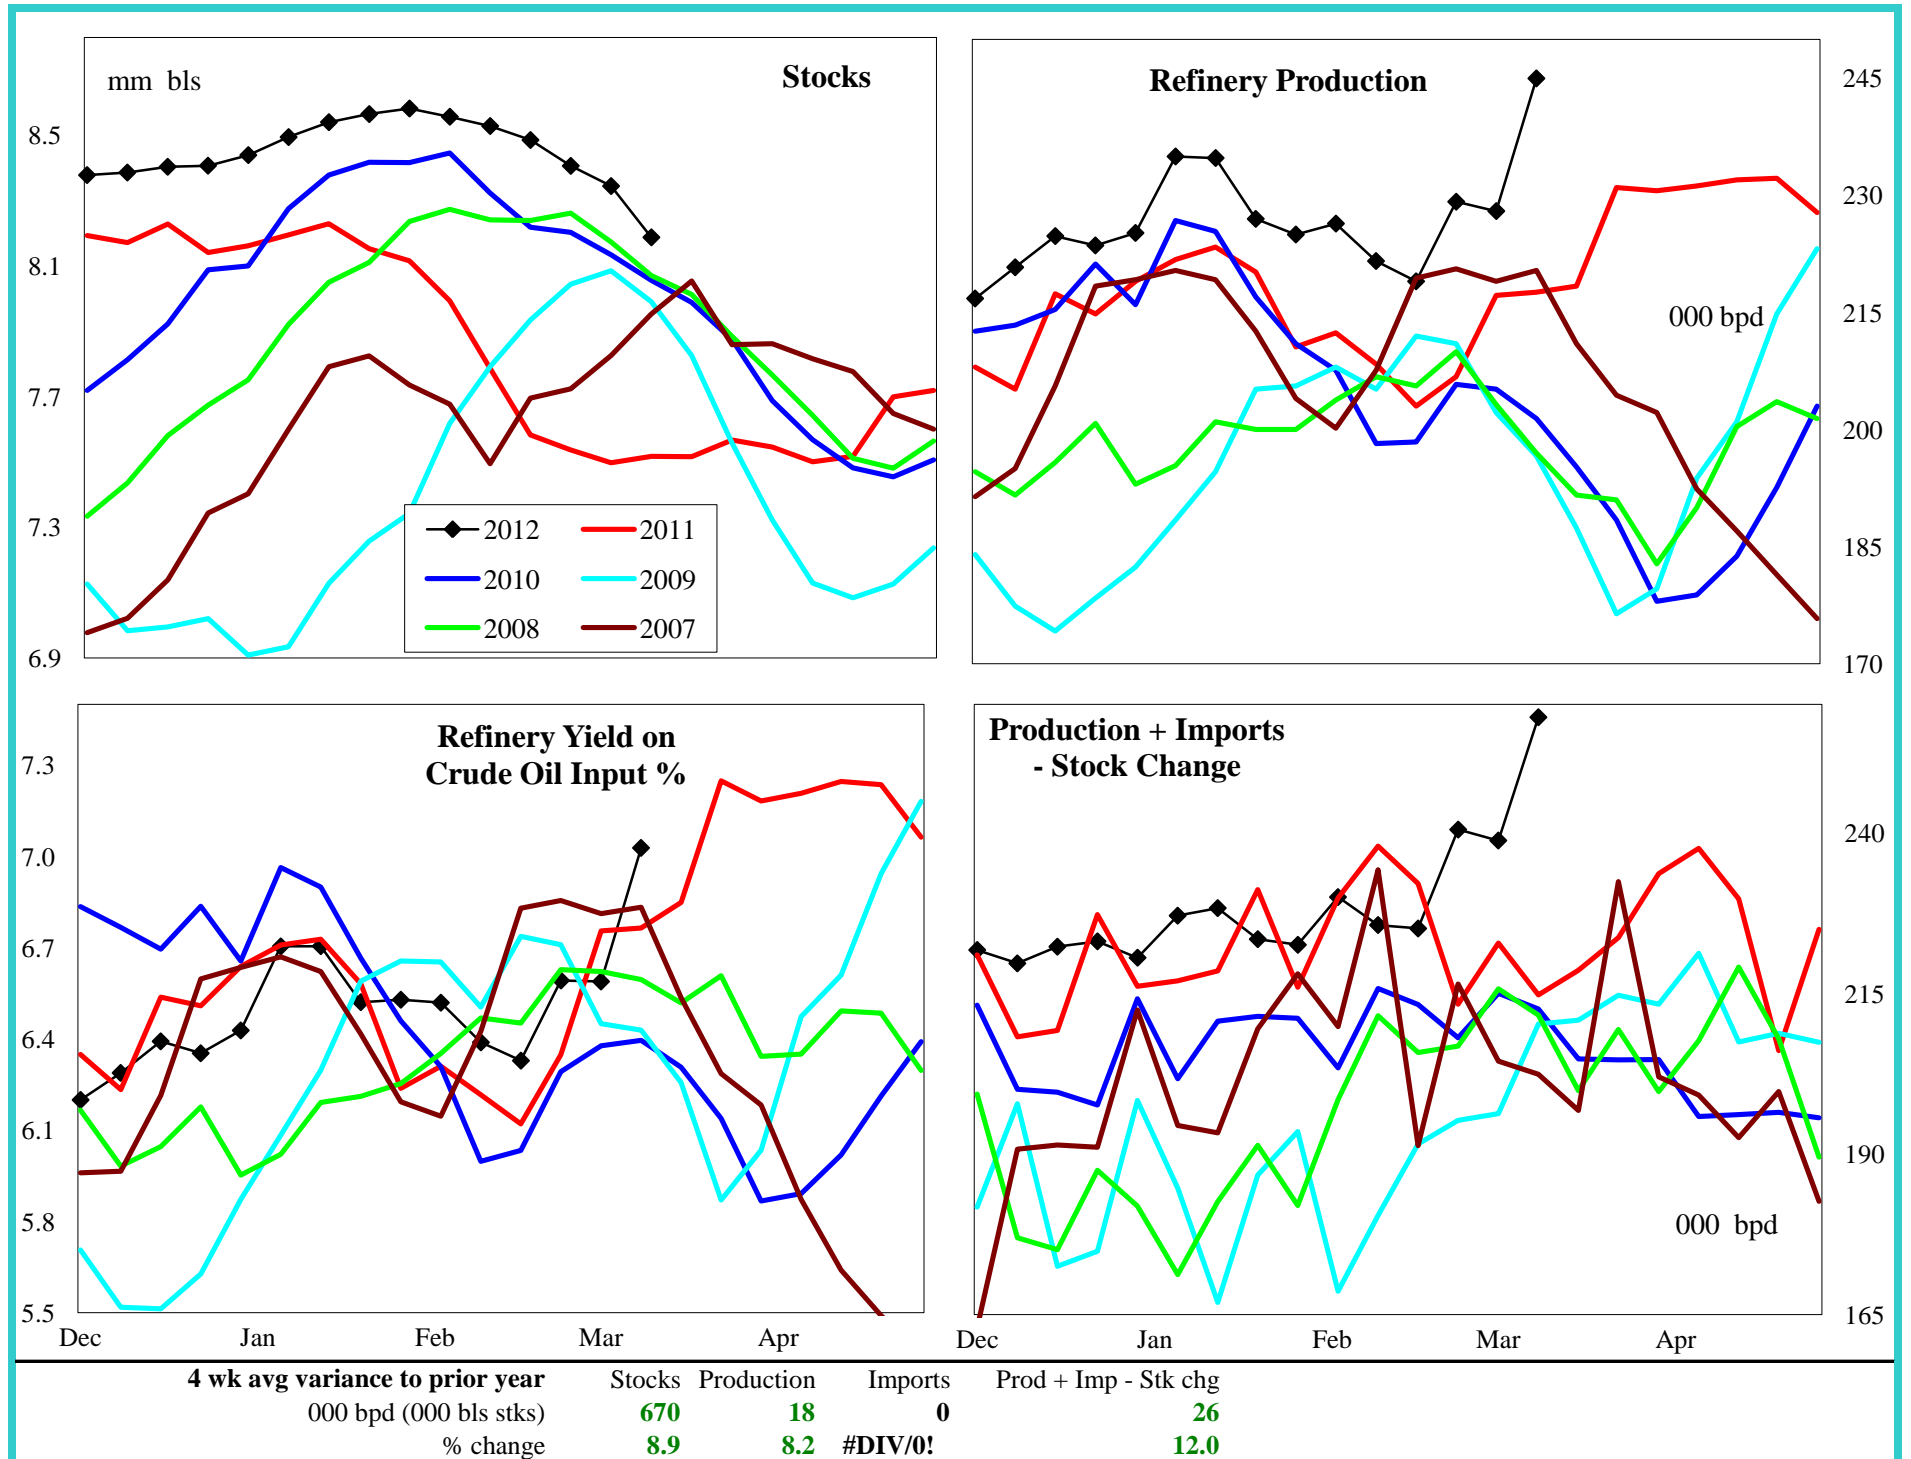 mm bls
Stocks
8.5
8.1
7.7
7.3
6.9
2012
2011
2010
2009
2008
2007
Refinery Production
000 bpd
245
230
215
200
185
170
Refinery Yield on
Crude Oil Input %
7.3
7.0
6.7
6.4
6.1
5.8
5.5
Dec Jan Feb Mar Apr
Production + Imports
- Stock Change
240
215
190
165
000 bpd
Dec Jan Feb Mar Apr
4 wk avg variance to prior year Stocks Production Imports Prod + Imp - Stk chg
000 bpd (000 bls stks) 670 18 0 26
% change 8.9 8.2 #DIV/0! 12.0